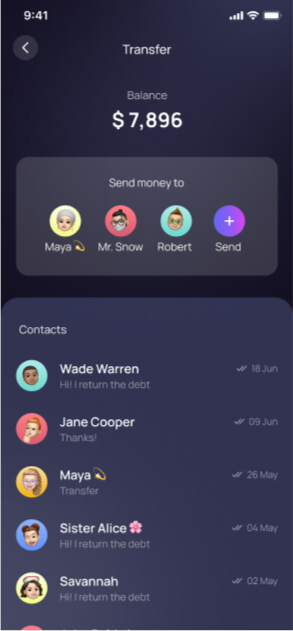 9:41
Transfer
Balance
$ 7,896
Send money to
Maya 💫 Mr. Snow Robert Send
Contacts
Wade Warren 18 Jun
Hi! I return the debt
Jane Cooper 09 Jun
Thanks!
Maya 💫 26 May
Transfer
Sister Alice🌸 04 May
Hi! I return the debt
Savannah 02 May
Hi! I return the debt